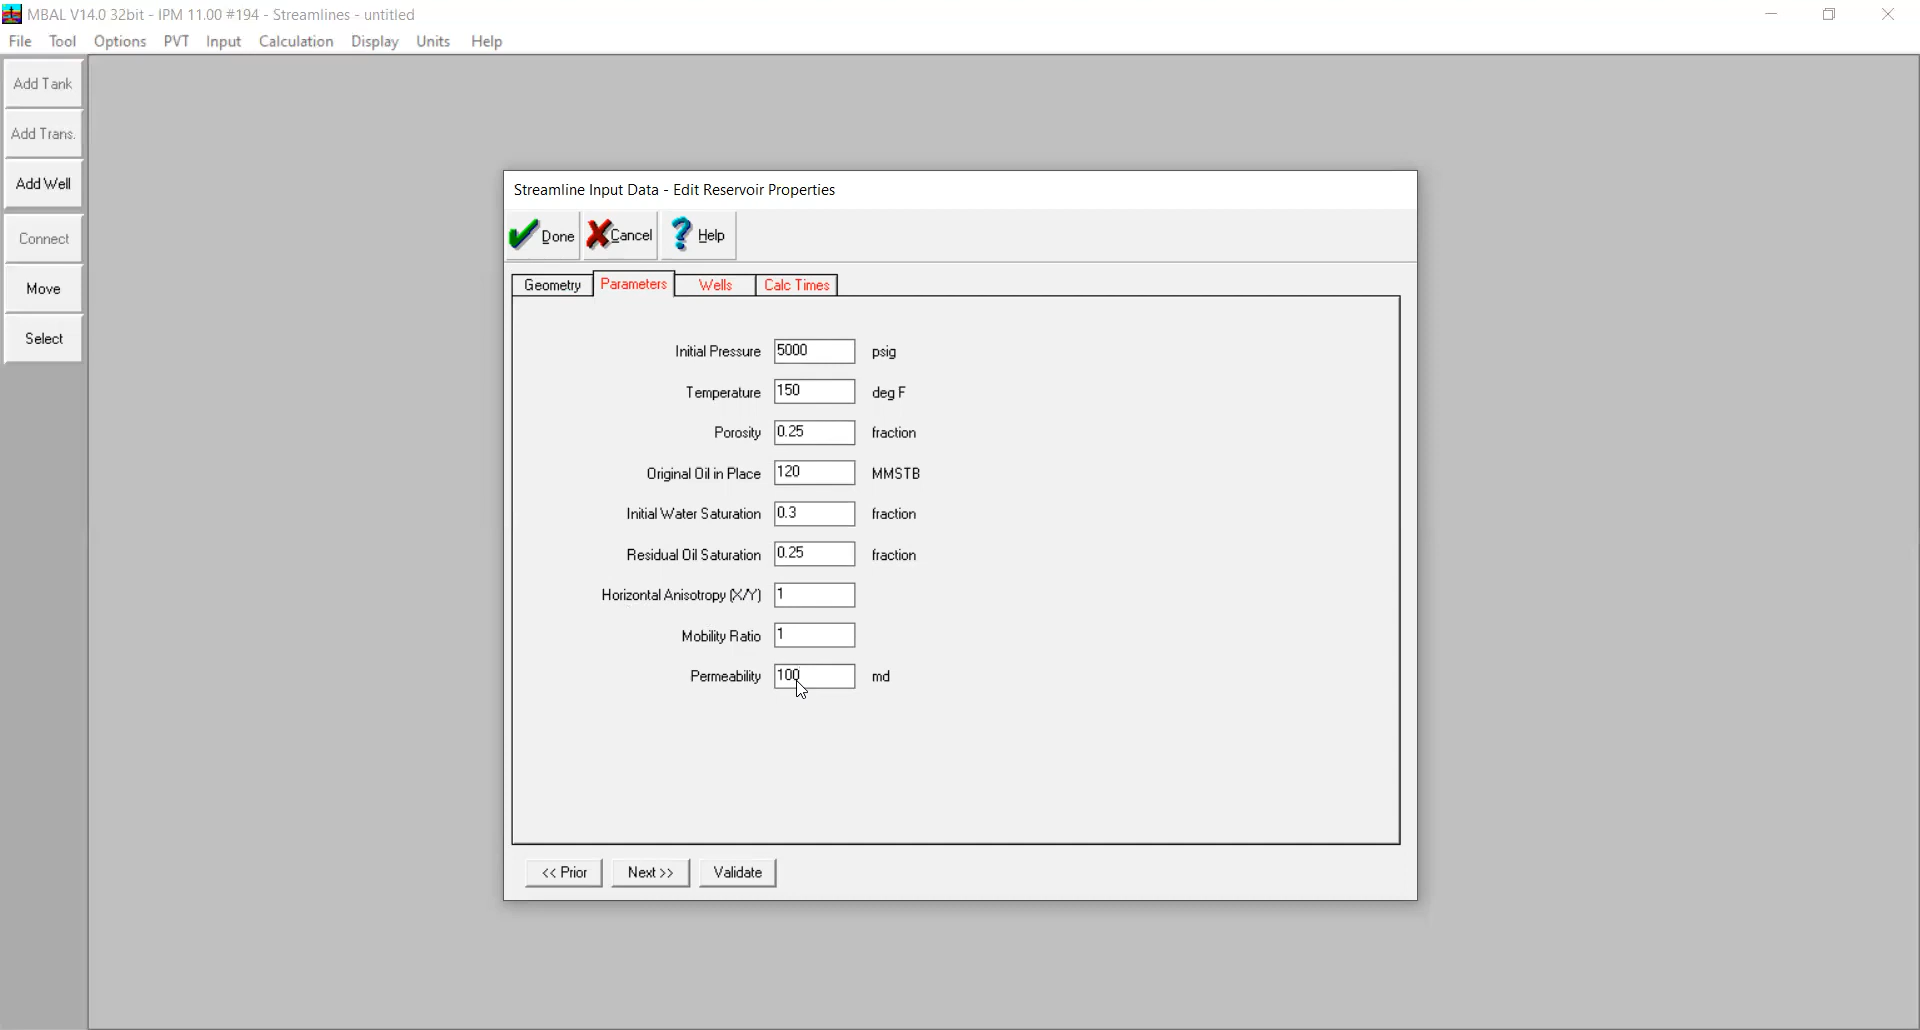 MBAL V14.0 32bit - IPM 11.00 #194 - Streamlines - untitled
File Tool Options PVT Input Calculation Display Units Help
Add Tank
Add Trans.
Add Well
Connect
Move
Select
Streamline Input Data - Edit Reservoir Properties
Done Cancel Help
Geometry Parameters Wells Calc Times
Initial Pressure 5000 psig
Temperature 150 deg F
Porosity 0.25 fraction
Original Oil in Place 120 MMSTB
Initial Water Saturation 0.3 fraction
Residual Oil Saturation 0.25 fraction
Horizontal Anisotropy (X/Y) 1
Mobility Ratio 1
Permeability 100 md
<< Prior Next >> Validate